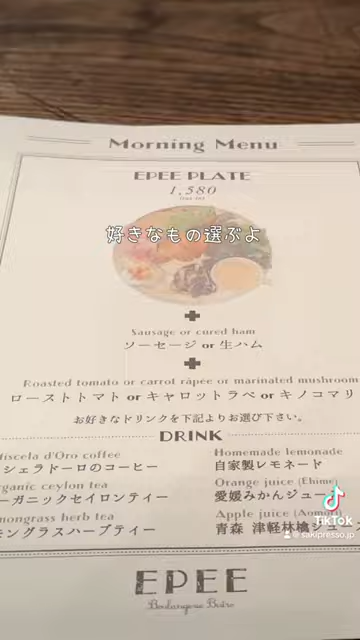 Morning Menu
EPEE PLATE
1,580
(tax in)
好きなもの選ぶよ
Sausage or cured ham
ソーセージ or 生ハム
Roasted tomato or carrot râpée or marinated mushroom
ローストトマト or キャロットラペ or キノコマリ
お好きなドリンクを下記よりお選び下さい。
DRINK
Miscela d'Oro coffee
シェラドーロのコーヒー
organic ceylon tea
ーガニックセイロンティー
mongrass herb tea
モングラスハーブティー
Homemade lemonade
自家製レモネード
Orange juice (Ehime)
愛媛みかんジュー
Apple juice (Aomori)
青森 津軽林檎ジュー
TikTok
@sakipresso.jp
EPEE
Boulangerie Bistro